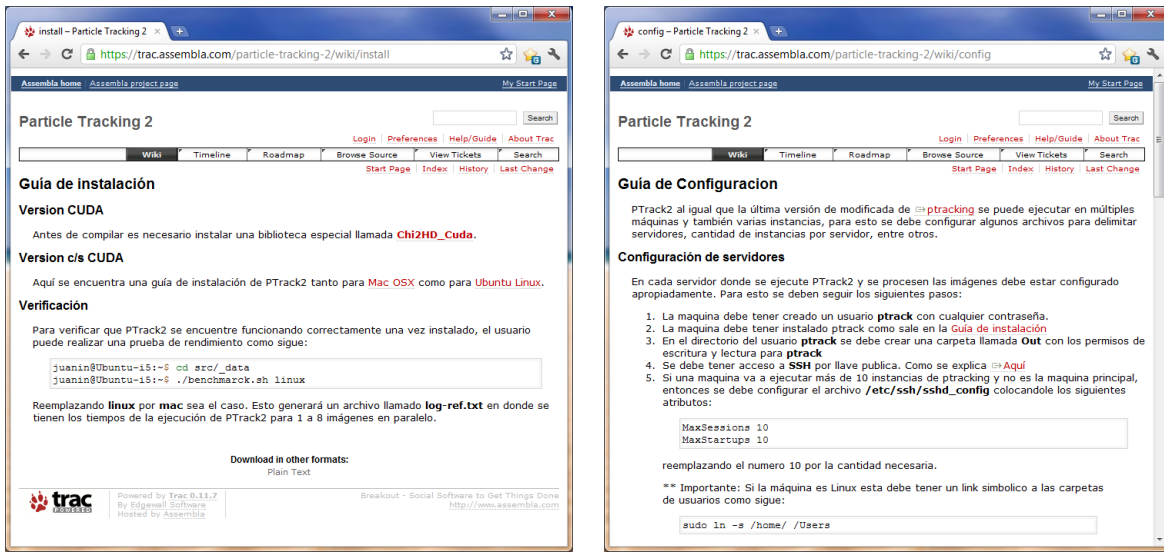 install – Particle Tracking 2
https://trac.assembla.com/particle-tracking-2/wiki/install
Assembla home | Assembla project page
My Start Page
Particle Tracking 2
Search
Login | Preferences | Help/Guide | About Trac
Wiki Timeline Roadmap Browse Source View Tickets Search
Start Page | Index | History | Last Change
Guía de instalación
Version CUDA
Antes de compilar es necesario instalar una biblioteca especial llamada Chi2HD_Cuda.
Version c/s CUDA
Aquí se encuentra una guía de instalación de PTrack2 tanto para Mac OSX como para Ubuntu Linux.
Verificación
Para verificar que PTrack2 se encuentre funcionando correctamente una vez instalado, el usuario
puede realizar una prueba de rendimiento como sigue:
juanin@Ubuntu-i5:~$ cd src/_data
juanin@Ubuntu-i5:~$ ./benchmarck.sh linux
Reemplazando linux por mac sea el caso. Esto generará un archivo llamado log-ref.txt en donde se
tienen los tiempos de la ejecución de PTrack2 para 1 a 8 imágenes en paralelo.
Download in other formats:
Plain Text
trac POWERED
Powered by Trac 0.11.7
By Edgewall Software
Hosted by Assembla
Breakout - Social Software to Get Things Done
http://www.assembla.com
config – Particle Tracking 2
https://trac.assembla.com/particle-tracking-2/wiki/config
Assembla home | Assembla project page
My Start Page
Particle Tracking 2
Search
Login | Preferences | Help/Guide | About Trac
Wiki Timeline Roadmap Browse Source View Tickets Search
Start Page | Index | History | Last Change
Guía de Configuracion
PTrack2 al igual que la última versión de modificada de ptracking se puede ejecutar en múltiples
máquinas y también varias instancias, para esto se debe configurar algunos archivos para delimitar
servidores, cantidad de instancias por servidor, entre otros.
Configuración de servidores
En cada servidor donde se ejecute PTrack2 y se procesen las imágenes debe estar configurado
apropiadamente. Para esto se deben seguir los siguientes pasos:
1. La maquina debe tener creado un usuario ptrack con cualquier contraseña.
2. La maquina debe tener instalado ptrack como sale en la Guía de instalación
3. En el directorio del usuario ptrack se debe crear una carpeta llamada Out con los permisos de
escritura y lectura para ptrack
4. Se debe tener acceso a SSH por llave publica. Como se explica Aquí
5. Si una maquina va a ejecutar más de 10 instancias de ptracking y no es la maquina principal,
entonces se debe configurar el archivo /etc/ssh/sshd_config colocandole los siguientes
atributos:
MaxSessions 10
MaxStartups 10
reemplazando el numero 10 por la cantidad necesaria.
** Importante: Si la máquina es Linux esta debe tener un link simbolico a las carpetas
de usuarios como sigue:
sudo ln -s /home/ /Users